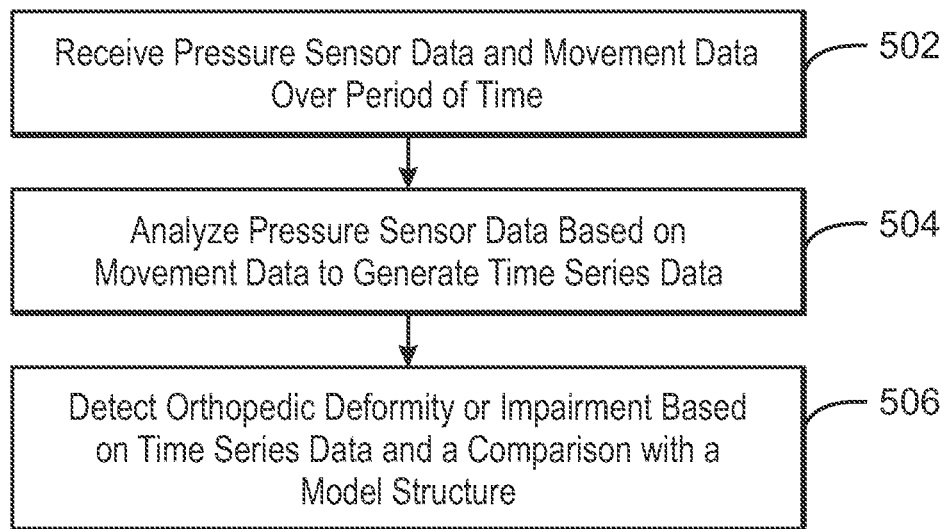 Receive Pressure Sensor Data and Movement Data
Over Period of Time
502
Analyze Pressure Sensor Data Based on
Movement Data to Generate Time Series Data
504
Detect Orthopedic Deformity or Impairment Based
on Time Series Data and a Comparison with a
Model Structure
506